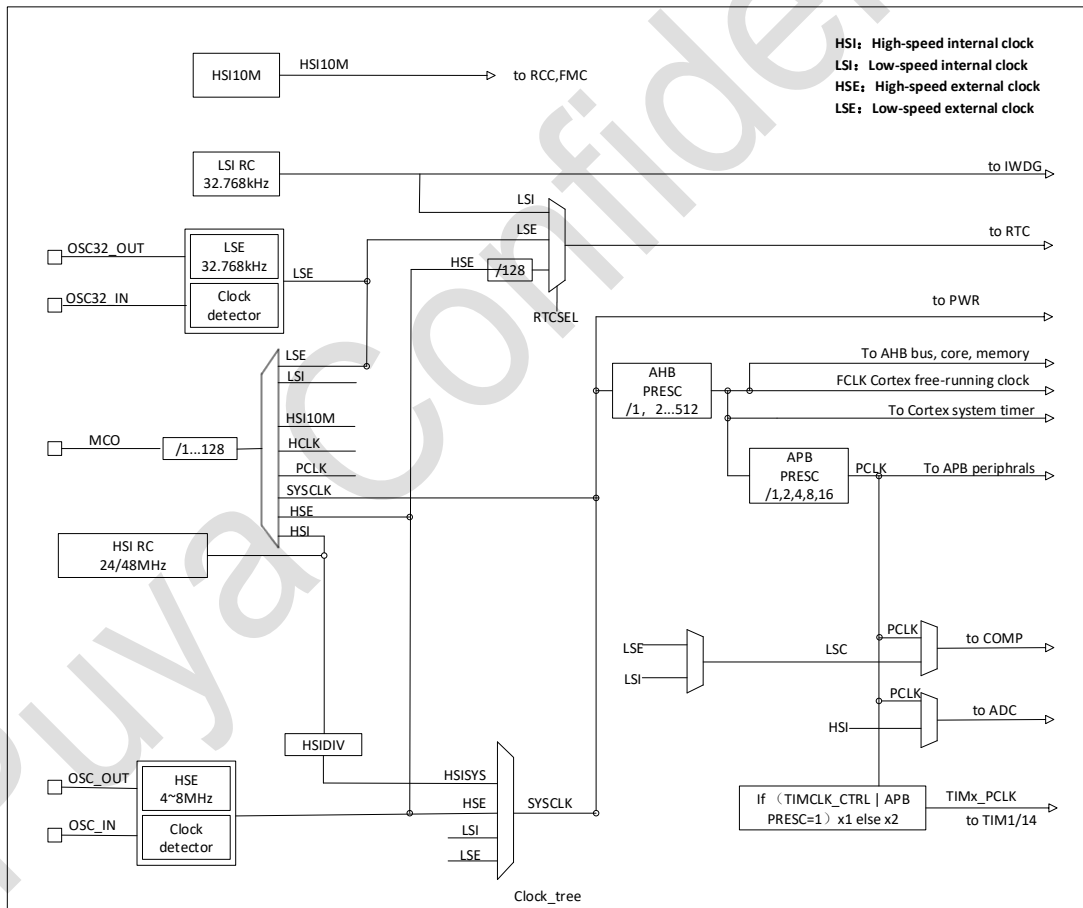 HSI：High-speed internal clock
LSI：Low-speed internal clock
HSE：High-speed external clock
LSE：Low-speed external clock
HSI10M
HSI10M
to RCC,FMC
LSI RC
32.768kHz
to IWDG
LSI
LSE
to RTC
HSE
/128
RTCSEL
OSC32_OUT
LSE
32.768kHz
LSE
OSC32_IN
Clock
detector
to PWR
LSE
LSI
HSI10M
HCLK
PCLK
SYSCLK
HSE
HSI
MCO
/1...128
AHB
PRESC
/1，2...512
To AHB bus, core, memory
FCLK Cortex free-running clock
To Cortex system timer
APB
PRESC
/1,2,4,8,16
PCLK
To APB periphrals
HSI RC
24/48MHz
LSE
LSI
LSC
PCLK
to COMP
PCLK
HSI
to ADC
HSIDIV
OSC_OUT
HSE
4~8MHz
OSC_IN
Clock
detector
HSISYS
HSE
LSI
LSE
SYSCLK
If （TIMCLK_CTRL | APB
PRESC=1）x1 else x2
TIMx_PCLK
to TIM1/14
Clock_tree
Puya Confide